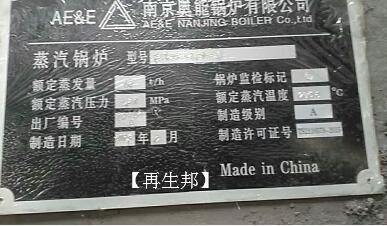 AE&E 南京奥能锅炉有限公司
AE&E NANJING BOILER Co.,Ltd
蒸汽锅炉 型号
额定蒸发量 t/h 锅炉监检标记
额定蒸汽压力 MPa 额定蒸汽温度 ℃
出厂编号 制造级别 A
制造日期 年 月 制造许可证号
Made in China
【再生邦】